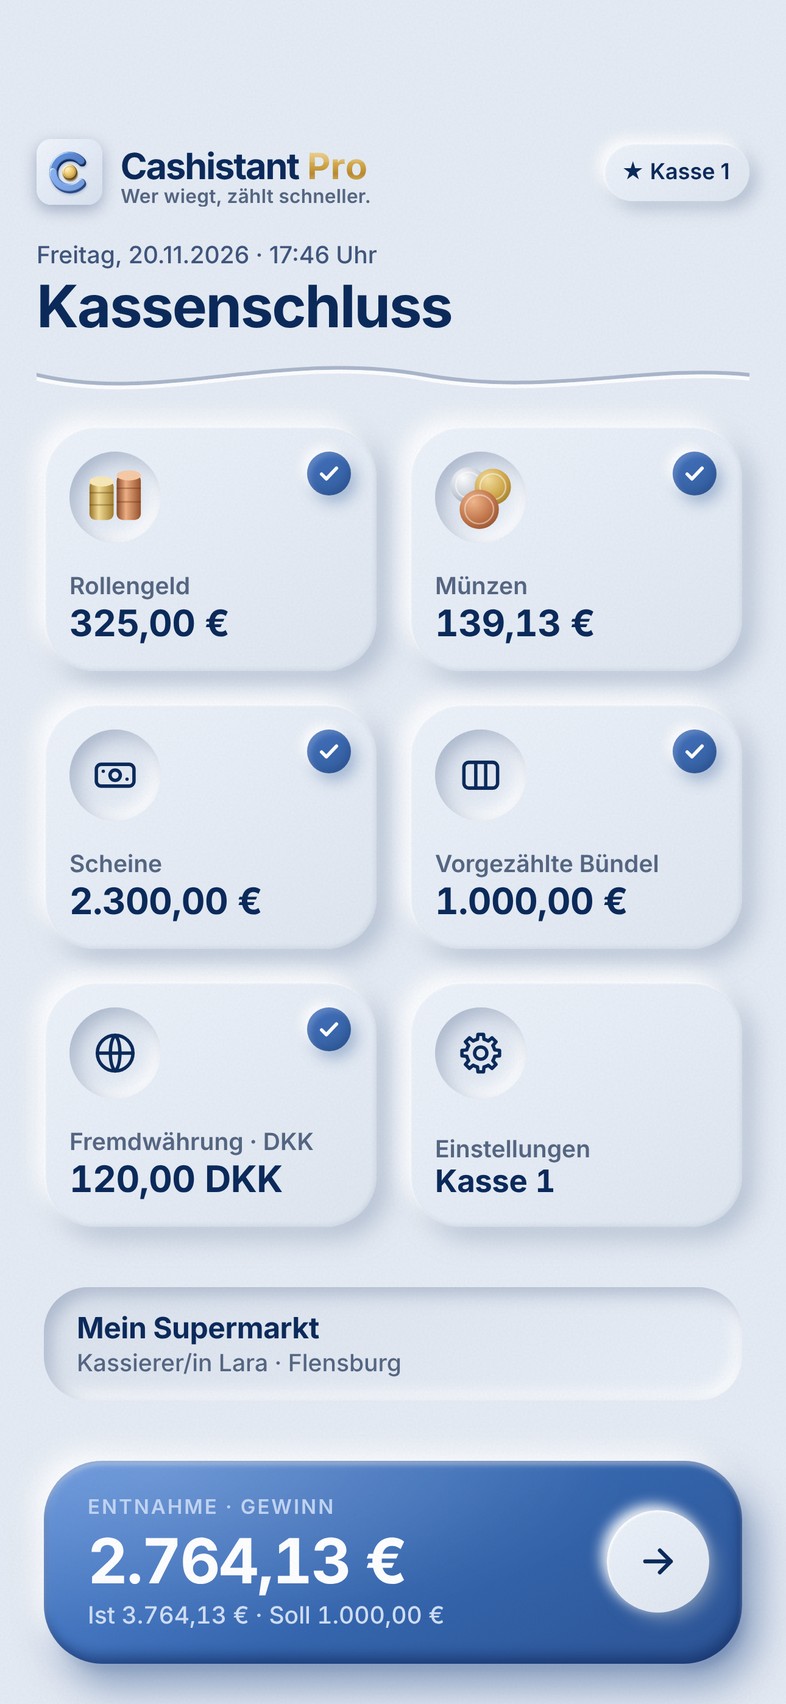 Cashistant Pro
Wer wiegt, zählt schneller.
★ Kasse 1
Freitag, 20.11.2026 · 17:46 Uhr
Kassenschluss
Rollengeld
325,00 €
Münzen
139,13 €
Scheine
2.300,00 €
Vorgezählte Bündel
1.000,00 €
Fremdwährung · DKK
120,00 DKK
Einstellungen
Kasse 1
Mein Supermarkt
Kassierer/in Lara · Flensburg
ENTNAHME · GEWINN
2.764,13 €
Ist 3.764,13 € · Soll 1.000,00 €